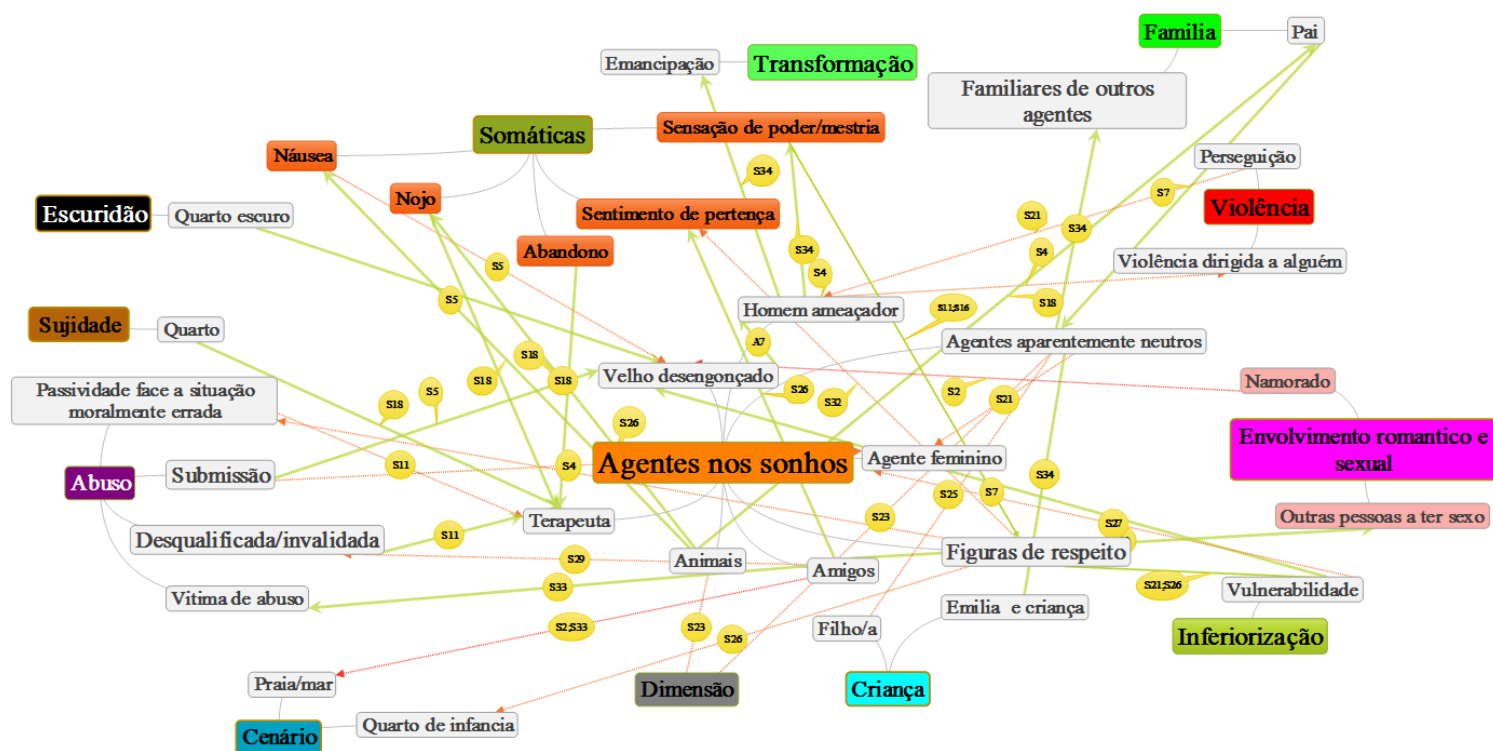 Familia
Pai
Emancipação
Transformação
Familiares de outros
agentes
Somáticas
Sensação de poder/mestria
Náusea
Perseguição
S34
S7
Nojo
Violência
Escuridão
Quarto escuro
Sentimento de pertença
S21
S34
Abandono
S34
S4
Violência dirigida a alguém
S5
S4
S5
Homem ameaçador
S11;S16
S18
Sujidade
Quarto
A7
Agentes aparentemente neutros
S18
S18
S18
Velho desengonçado
S26
S32
S2
S21
Namorado
Passividade face a situação
moralmente errada
S18
S5
S26
Envolvimento romantico e
sexual
Agentes nos sonhos
Agente feminino
Abuso
Submissão
S11
S4
S34
S7
S25
S23
Terapeuta
S27
Outras pessoas a ter sexo
Desqualificada/invalidada
S11
S29
Animais
Amigos
Figuras de respeito
S21;S26
Vulnerabilidade
Vitima de abuso
S33
Emilia e criança
S2;S33
S23
S26
Filho/a
Inferiorização
Praia/mar
Dimensão
Criança
Cenário
Quarto de infancia